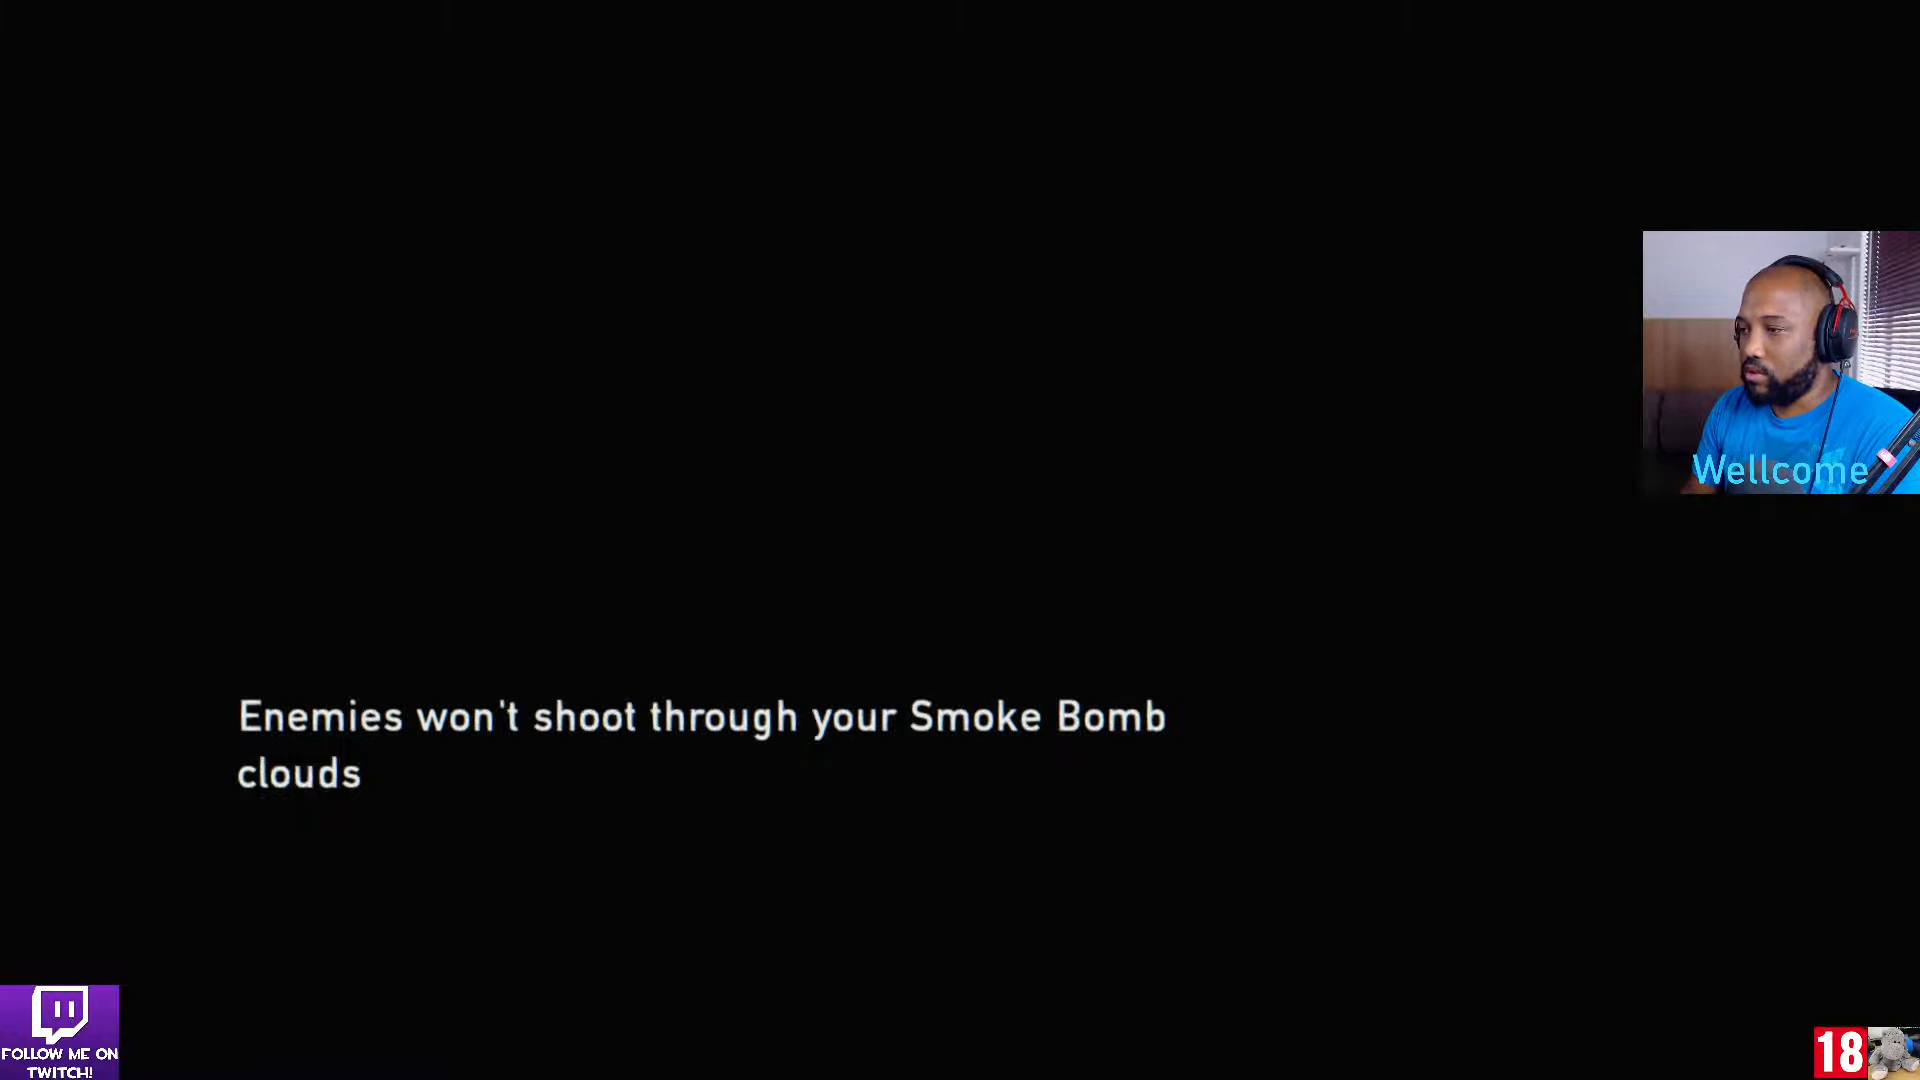 Enemies won't shoot through your Smoke Bomb
clouds
Wellcome
FOLLOW ME ON
TWITCH!
18